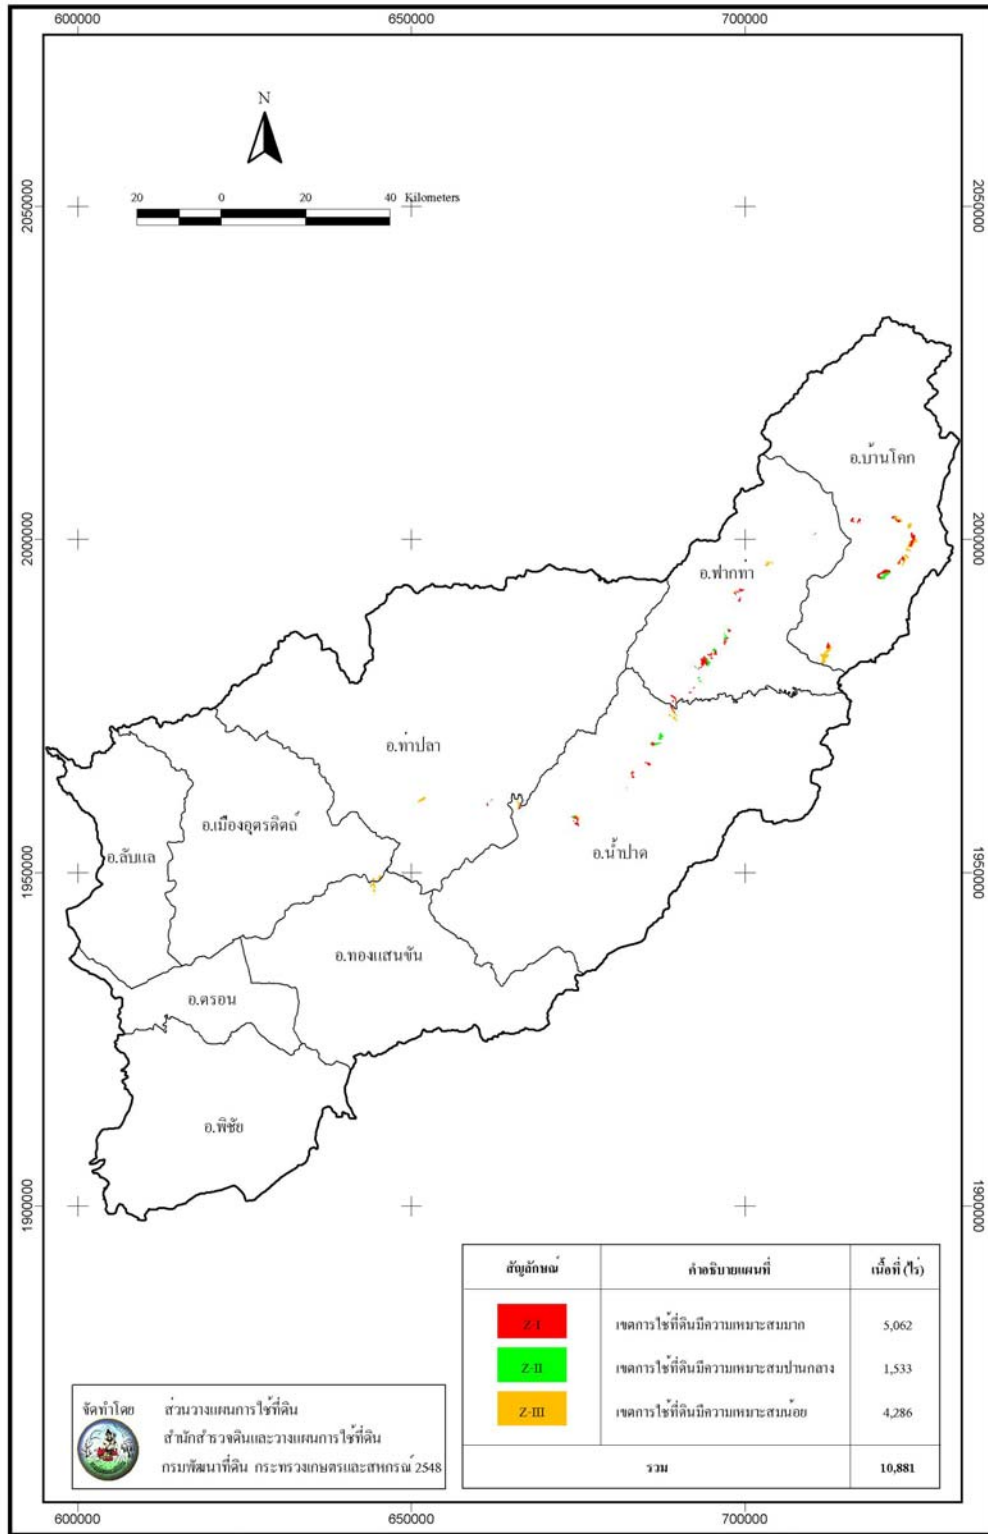 600000 650000 700000
N
20 0 20 40 Kilometers
2050000 2050000
อ.บ้านโคก
2000000 2000000
อ.ฟากท่า
อ.ท่าปลา
อ.เมืองอุตรดิตถ์
อ.ลับแล
อ.น้ำปาด
1950000 1950000
อ.ทองแสนขัน
อ.ตรอน
อ.พิชัย
1900000 1900000
สัญลักษณ์ คำอธิบายแผนที่ เนื้อที่ (ไร่)
Z-I เขตการใช้ที่ดินมีความเหมาะสมมาก 5,062
Z-II เขตการใช้ที่ดินมีความเหมาะสมปานกลาง 1,533
Z-III เขตการใช้ที่ดินมีความเหมาะสมน้อย 4,286
รวม 10,881
จัดทำโดย ส่วนวางแผนการใช้ที่ดิน
สำนักสำรวจดินและวางแผนการใช้ที่ดิน
กรมพัฒนาที่ดิน กระทรวงเกษตรและสหกรณ์ 2548
600000 650000 700000